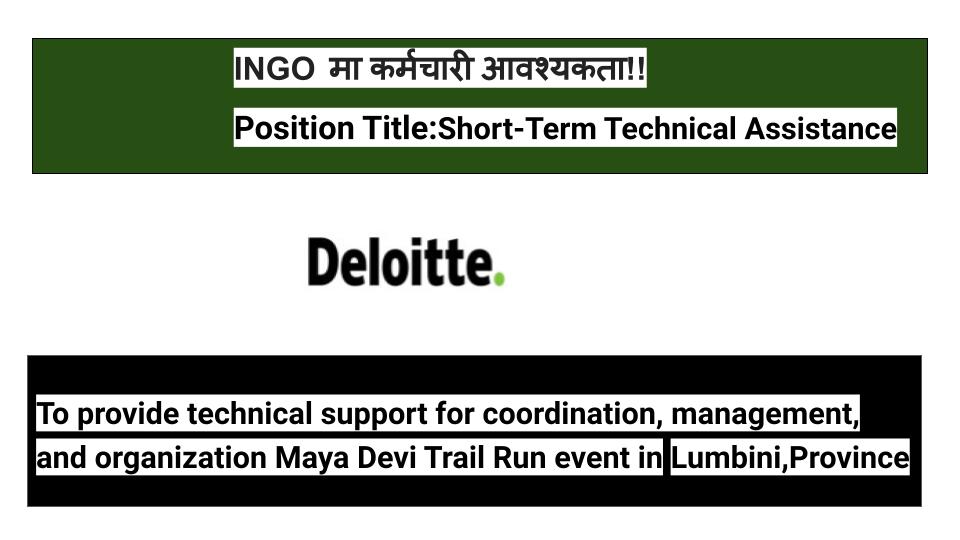 INGO मा कर्मचारी आवश्यकता!!
Position Title:Short-Term Technical Assistance
Deloitte.
To provide technical support for coordination, management,
and organization Maya Devi Trail Run event in Lumbini,Province